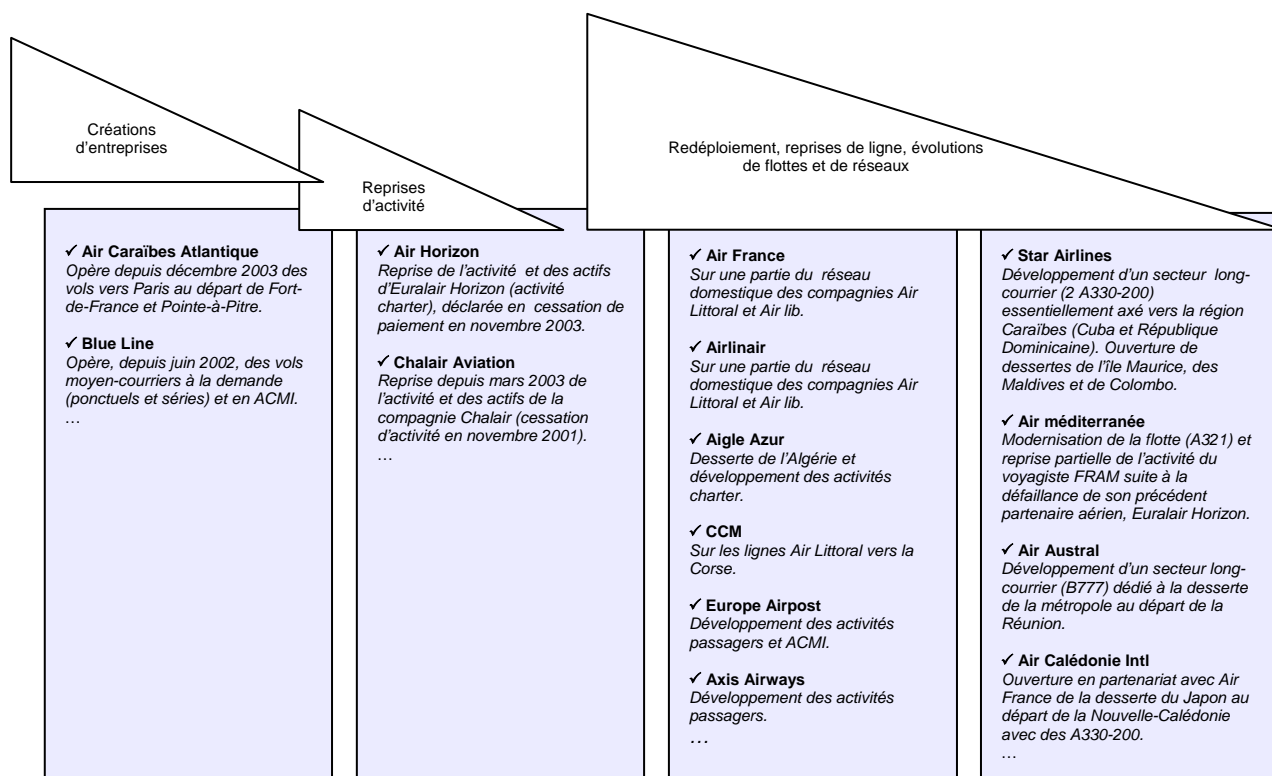 Créations
d'entreprises
Reprises
d'activité
Redéploiement, reprises de ligne, évolutions
de flottes et de réseaux
✓ Air Caraïbes Atlantique
Opère depuis décembre 2003 des
vols vers Paris au départ de Fort-
de-France et Pointe-à-Pitre.
✓ Blue Line
Opère, depuis juin 2002, des vols
moyen-courriers à la demande
(ponctuels et séries) et en ACMI.
…
✓ Air Horizon
Reprise de l'activité et des actifs
d'Euralair Horizon (activité
charter), déclarée en cessation de
paiement en novembre 2003.
✓ Chalair Aviation
Reprise depuis mars 2003 de
l'activité et des actifs de la
compagnie Chalair (cessation
d'activité en novembre 2001).
…
✓ Air France
Sur une partie du réseau
domestique des compagnies Air
Littoral et Air lib.
✓ Airlinair
Sur une partie du réseau
domestique des compagnies Air
Littoral et Air lib.
✓ Aigle Azur
Desserte de l'Algérie et
développement des activités
charter.
✓ CCM
Sur les lignes Air Littoral vers la
Corse.
✓ Europe Airpost
Développement des activités
passagers et ACMI.
✓ Axis Airways
Développement des activités
passagers.
…
✓ Star Airlines
Développement d'un secteur long-
courrier (2 A330-200)
essentiellement axé vers la région
Caraïbes (Cuba et République
Dominicaine). Ouverture de
dessertes de l'île Maurice, des
Maldives et de Colombo.
✓ Air méditerranée
Modernisation de la flotte (A321) et
reprise partielle de l'activité du
voyagiste FRAM suite à la
défaillance de son précédent
partenaire aérien, Euralair Horizon.
✓ Air Austral
Développement d'un secteur long-
courrier (B777) dédié à la desserte
de la métropole au départ de la
Réunion.
✓ Air Calédonie Intl
Ouverture en partenariat avec Air
France de la desserte du Japon au
départ de la Nouvelle-Calédonie
avec des A330-200.
…